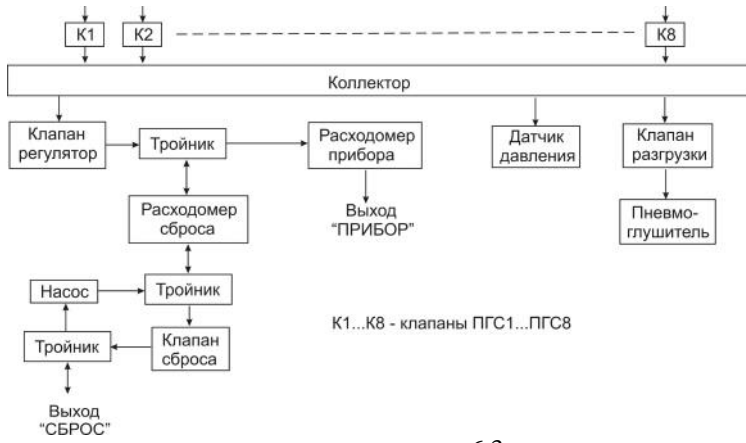 К1
К2
К8
Коллектор
Клапан
регулятор
Тройник
Расходомер
прибора
Датчик
давления
Клапан
разгрузки
Расходомер
сброса
Выход
“ПРИБОР”
Пневмо-
глушитель
Насос
Тройник
Тройник
Клапан
сброса
К1...К8 - клапаны ПГС1...ПГС8
Выход
“СБРОС”